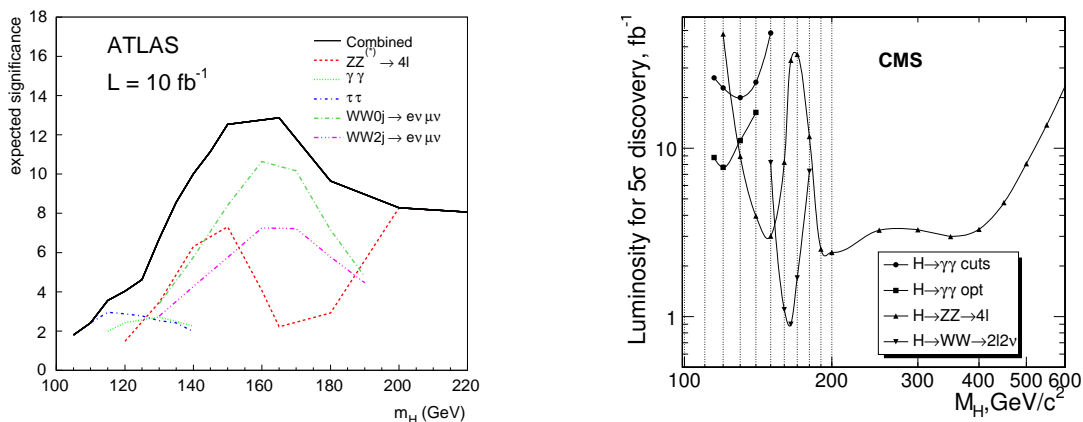 18
16
14
12
10
8
6
4
2
0
expected significance
ATLAS
L = 10 fb⁻¹
Combined
ZZ⁽*⁾ → 4l
γ γ
τ τ
WW0j → eν μν
WW2j → eν μν
100 120 140 160 180 200 220
m_H (GeV)
Luminosity for 5σ discovery, fb⁻¹
CMS
10
1
H→γγ cuts
H→γγ opt
H→ZZ→4l
H→WW→2l2ν
100 200 300 400 500 600
M_H,GeV/c²